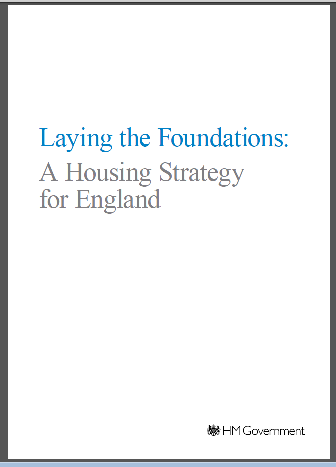 Laying the Foundations:
A Housing Strategy
for England
HM Government